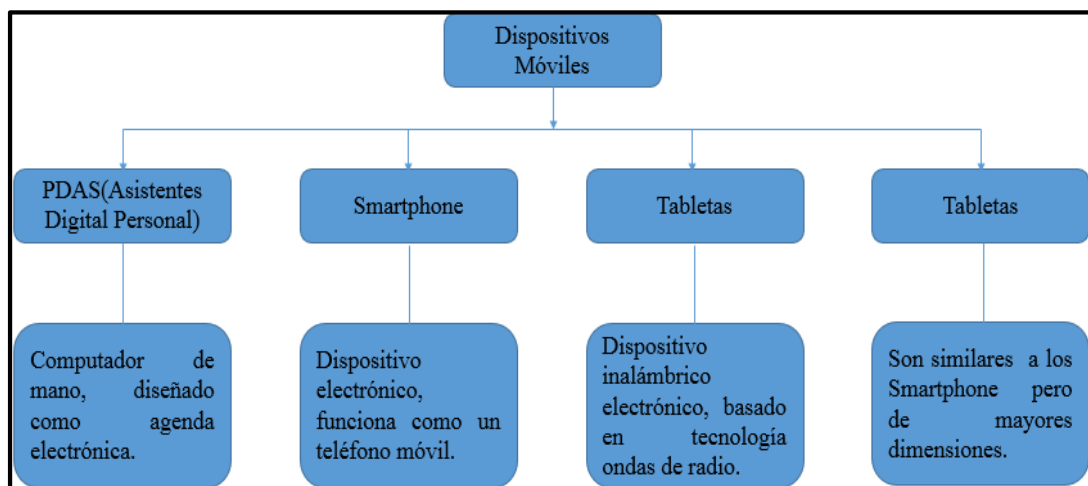 Dispositivos
Móviles
PDAS(Asistentes
Digital Personal)
Smartphone
Tabletas
Tabletas
Computador de
mano, diseñado
como agenda
electrónica.
Dispositivo
electrónico,
funciona como un
teléfono móvil.
Dispositivo
inalámbrico
electrónico, basado
en tecnología
ondas de radio.
Son similares a los
Smartphone pero
de mayores
dimensiones.